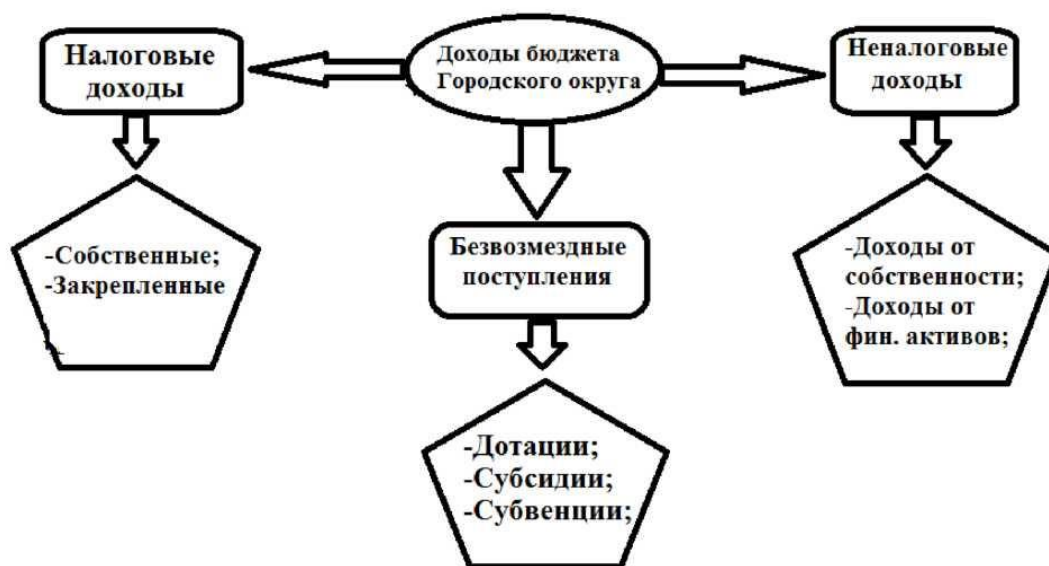 Доходы бюджета
Городского округа
Налоговые
доходы
-Собственные;
-Закрепленные
Безвозмездные
поступления
-Дотации;
-Субсидии;
-Субвенции;
Неналоговые
доходы
-Доходы от
собственности;
-Доходы от
фин. активов;